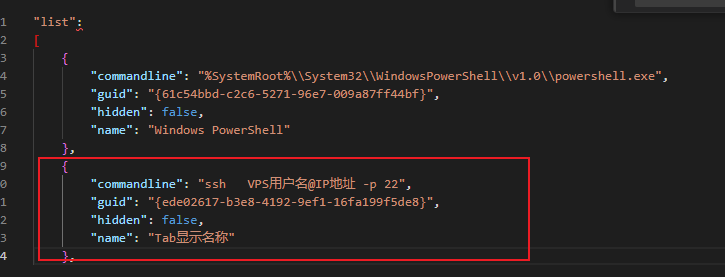 1 "list":
2 [
3 {
4 "commandline": "%SystemRoot%\\System32\\WindowsPowerShell\\v1.0\\powershell.exe",
5 "guid": "{61c54bbd-c2c6-5271-96e7-009a87ff44bf}",
6 "hidden": false,
7 "name": "Windows PowerShell"
8 },
9 {
0 "commandline": "ssh   VPS用户名@IP地址 -p 22",
1 "guid": "{ede02617-b3e8-4192-9ef1-16fa199f5de8}",
2 "hidden": false,
3 "name": "Tab显示名称"
4 },